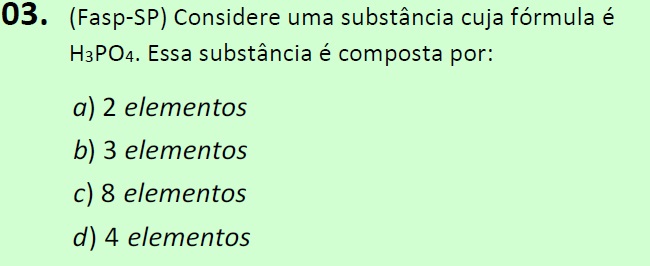 03. (Fasp-SP) Considere uma substância cuja fórmula é
H₃PO₄. Essa substância é composta por:
a) 2 elementos
b) 3 elementos
c) 8 elementos
d) 4 elementos